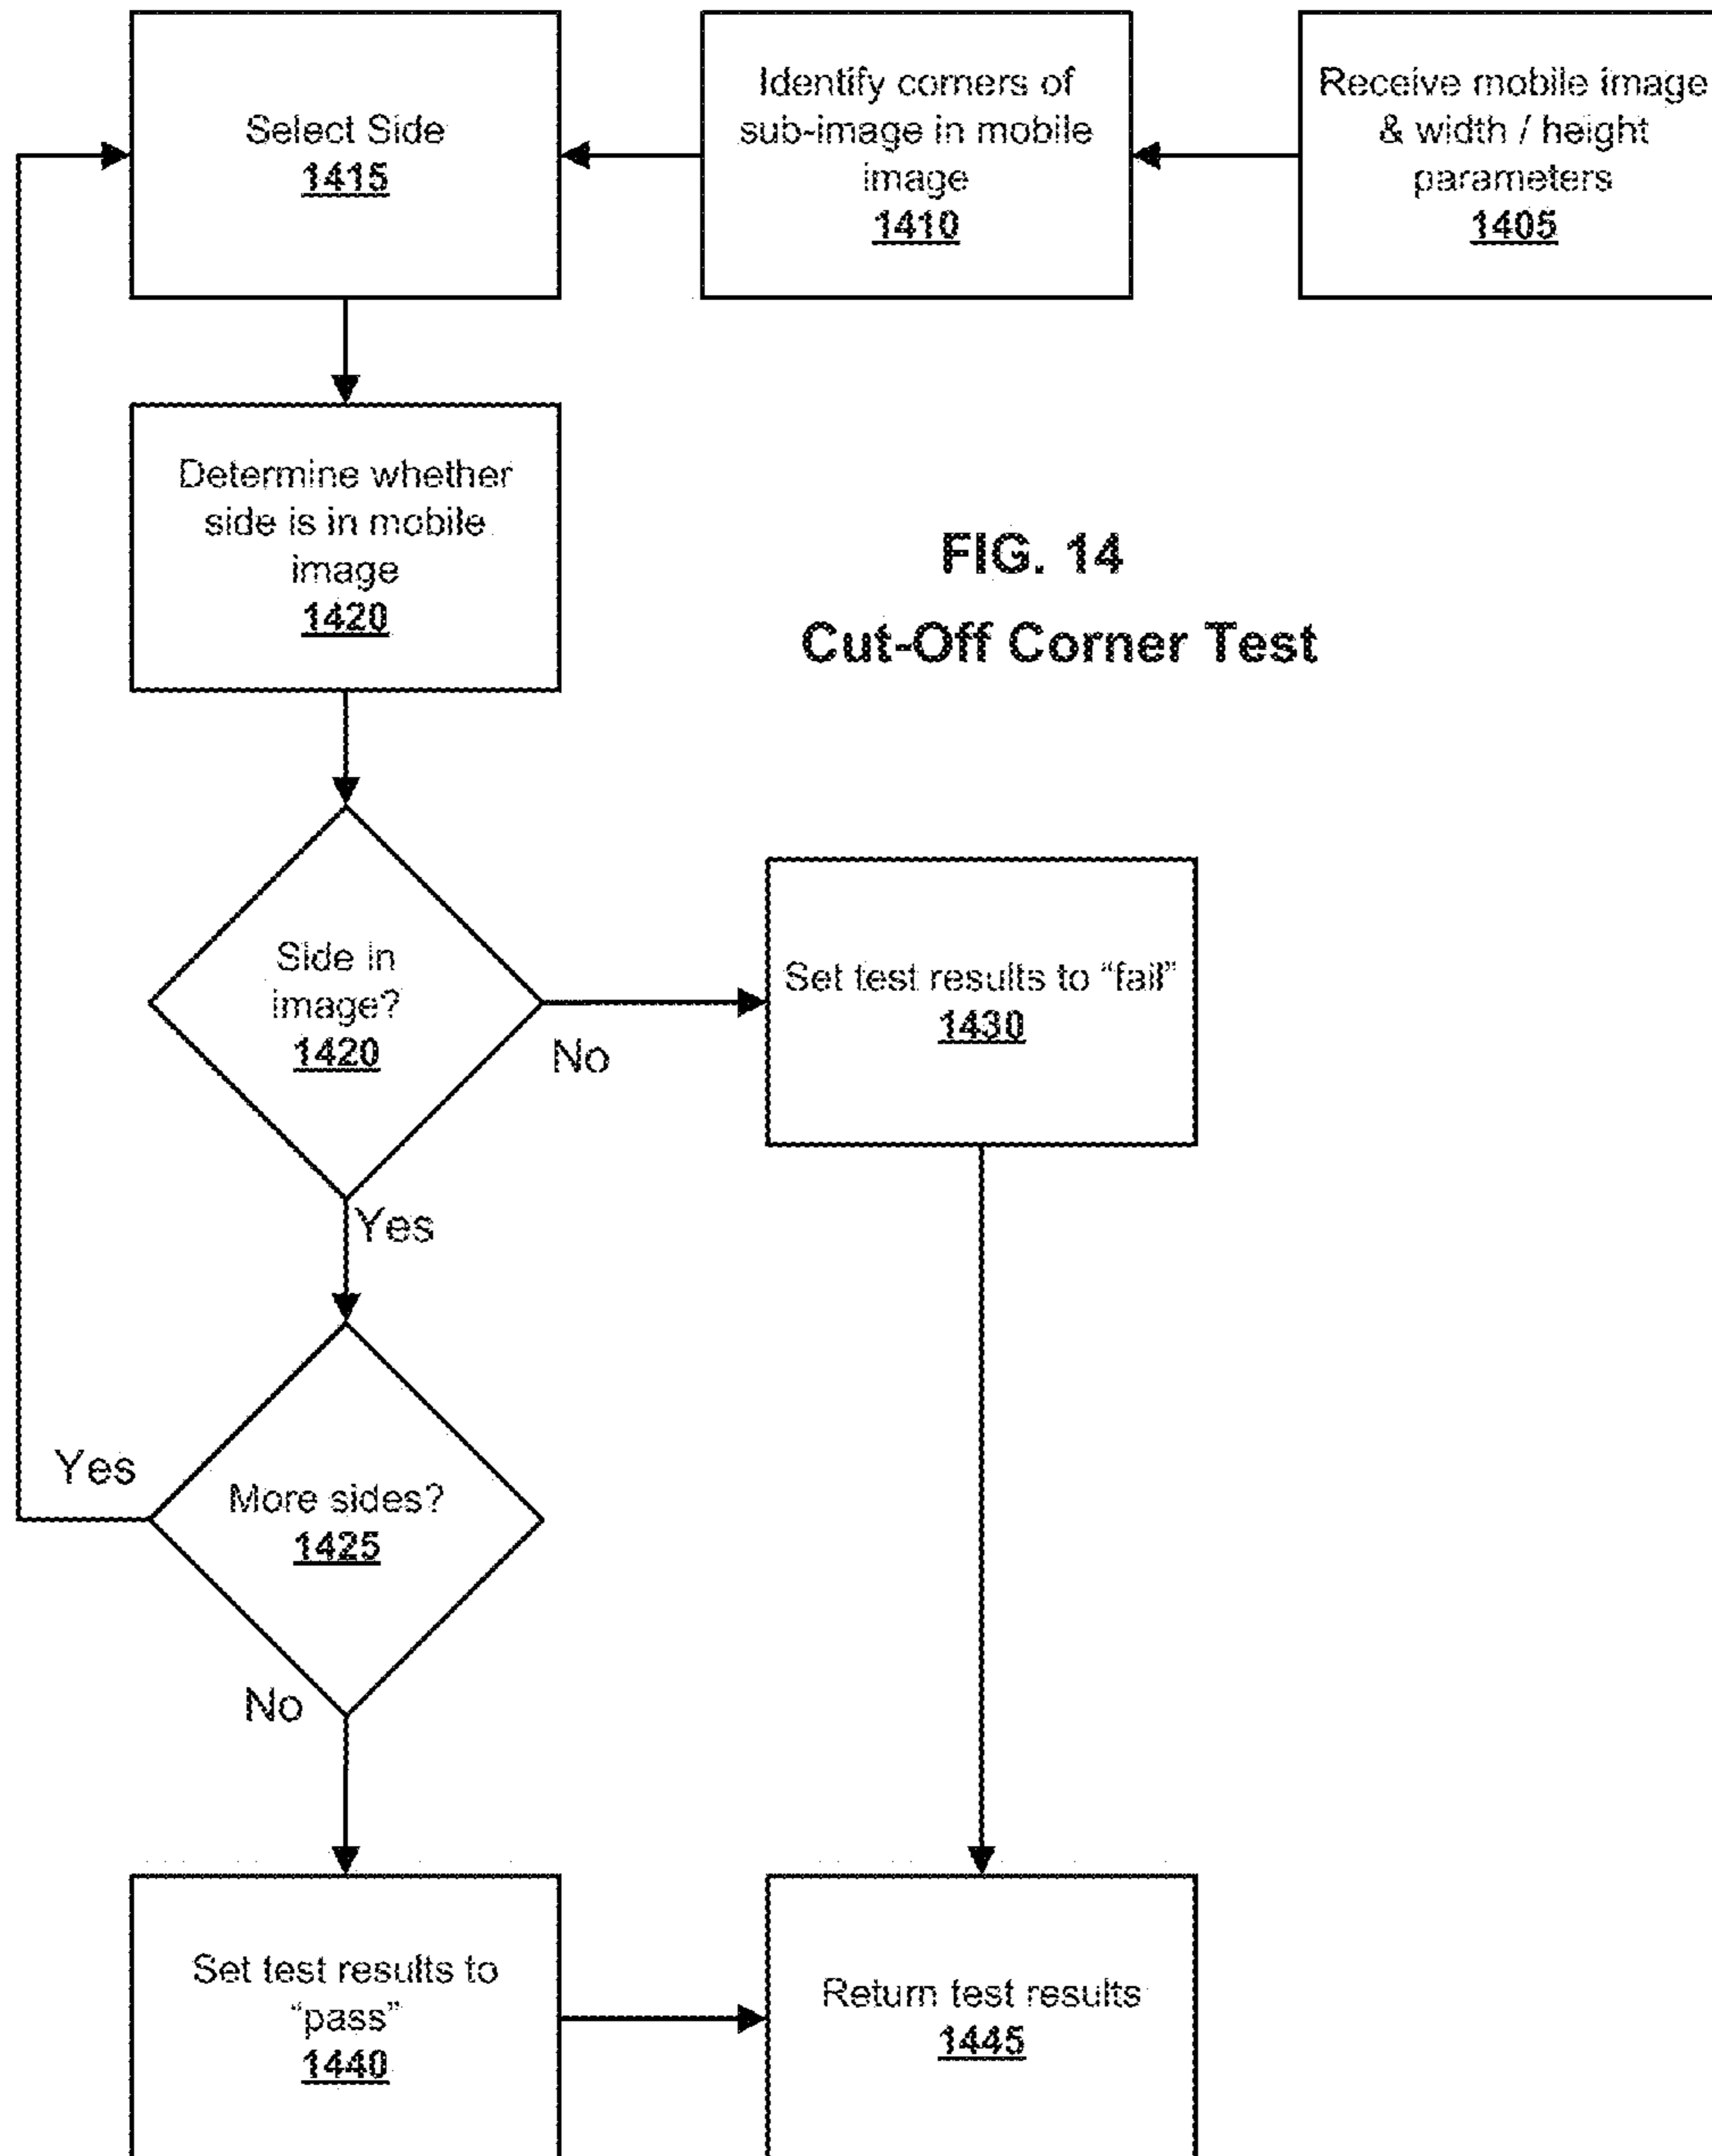 Select Side
1415
Identify corners of
sub-image in mobile
image
1410
Receive mobile image
& width / height
parameters
1405
Determine whether
side is in mobile
image
1420
FIG. 14
Cut-Off Corner Test
Side in
image?
1420
No
Set test results to “fail”
1430
Yes
Yes
More sides?
1425
No
Set test results to
“pass”
1440
Return test results
1445